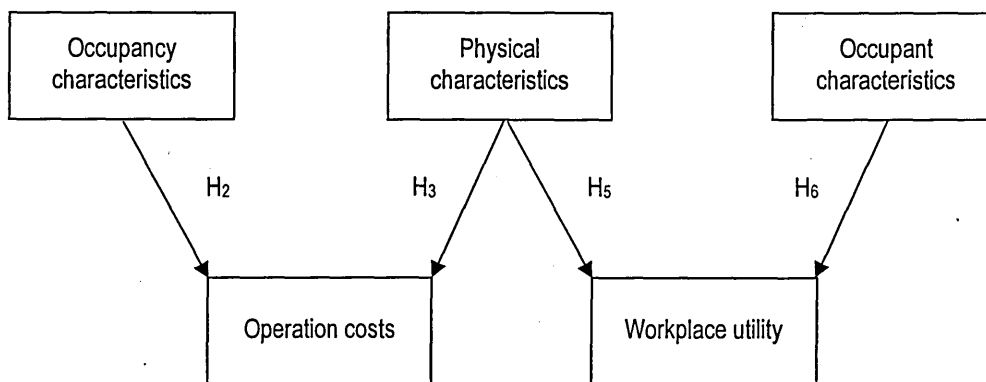 Occupancy
characteristics
Physical
characteristics
Occupant
characteristics
H2
H3
H5
H6
Operation costs
Workplace utility